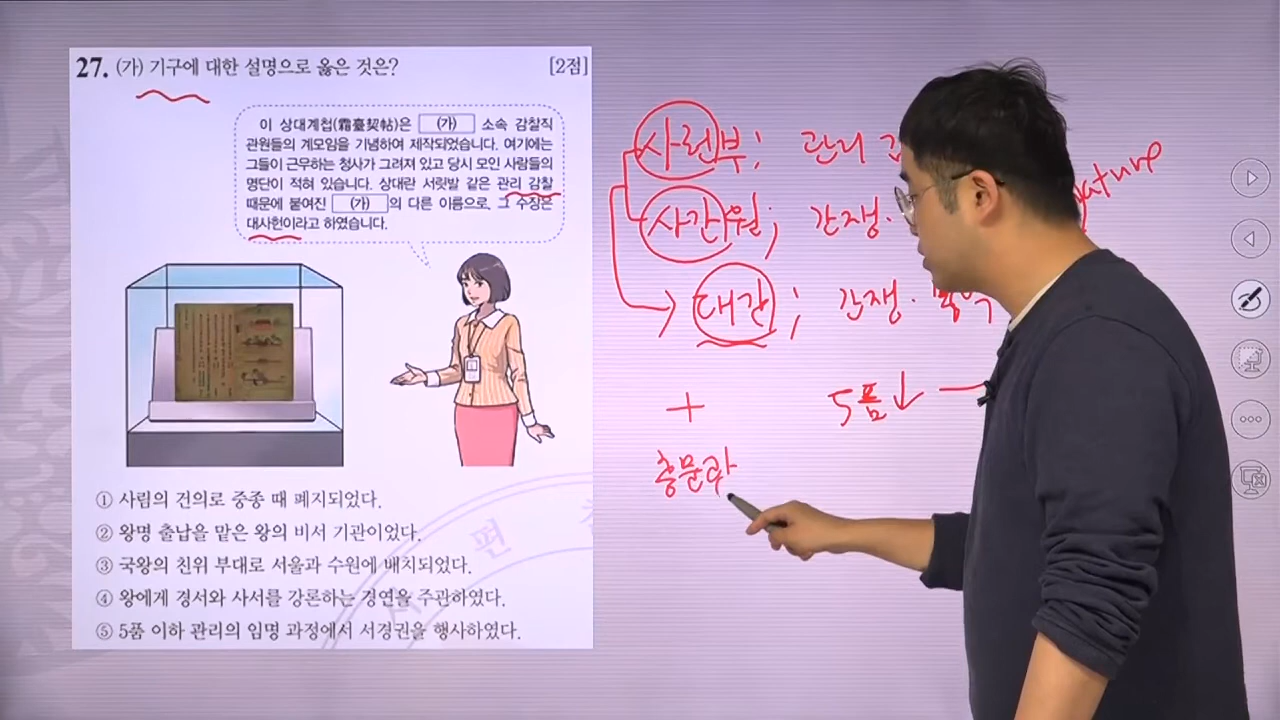 27. (가) 기구에 대한 설명으로 옳은 것은? [2점]
이 상대계첩(霜臺契帖)은 (가) 소속 감찰직
관원들의 계모임을 기념하여 제작되었습니다. 여기에는
그들이 근무하는 청사가 그려져 있고 당시 모인 사람들의
명단이 적혀 있습니다. 상대란 서릿발 같은 관리 감찰
때문에 붙여진 (가) 의 다른 이름으로, 그 수장은
대사헌이라고 하였습니다.
① 사림의 건의로 중종 때 폐지되었다.
② 왕명 출납을 맡은 왕의 비서 기관이었다.
③ 국왕의 친위 부대로 서울과 수원에 배치되었다.
④ 왕에게 경서와 사서를 강론하는 경연을 주관하였다.
⑤ 5품 이하 관리의 임명 과정에서 서경권을 행사하였다.
편
사헌부; 관리
사간원; 간쟁.
대간; 간쟁.
+ 5품↓
홍문관